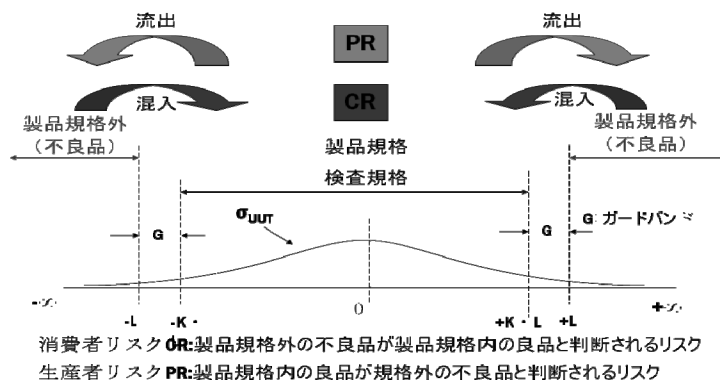 流出 PR 流出
混入 CR 混入
製品規格外 製品規格外
(不良品) 製品規格 (不良品)
検査規格
G σUUT G G:ガードバンド
-∞ 0 +∞
-L -K - +K - L +L
消費者リスクCR:製品規格外の不良品が製品規格内の良品と判断されるリスク
生産者リスクPR:製品規格内の良品が規格外の不良品と判断されるリスク